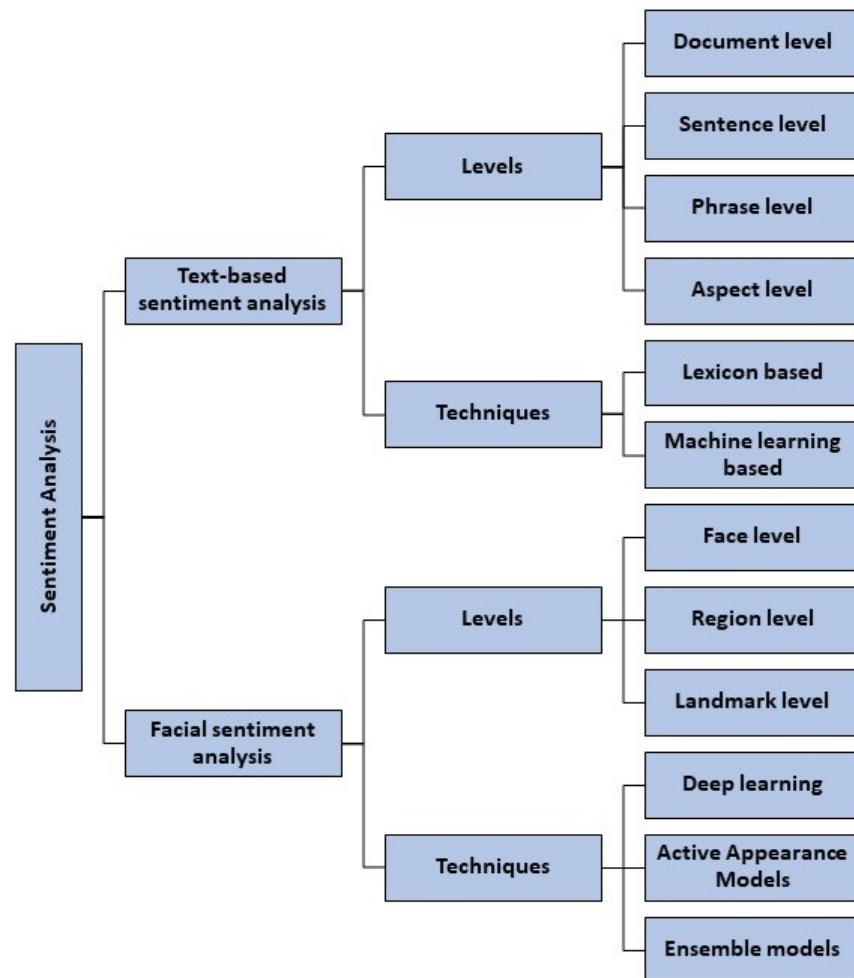 Document level
Sentence level
Levels
Phrase level
Text-based
sentiment analysis
Aspect level
Lexicon based
Techniques
Machine learning
based
Sentiment Analysis
Face level
Levels
Region level
Landmark level
Facial sentiment
analysis
Deep learning
Techniques
Active Appearance
Models
Ensemble models